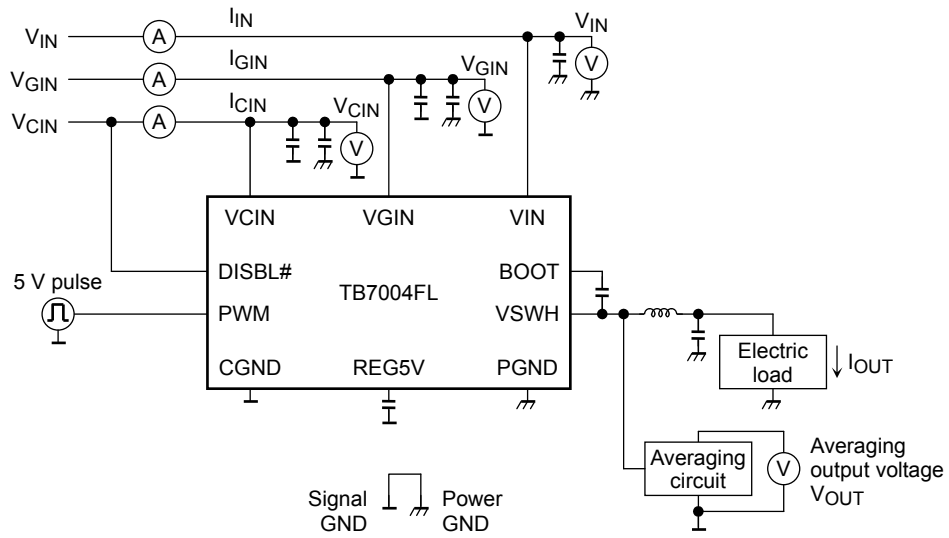 VIN A IIN VIN
V
VGIN A IGIN VGIN
V
VCIN A ICIN VCIN
V
VCIN VGIN VIN
5 V pulse
DISBL# TB7004FL BOOT
PWM VSWH
CGND REG5V PGND
Electric
load
IOUT
Averaging
circuit
V
Averaging
output voltage
VOUT
Signal
GND
Power
GND